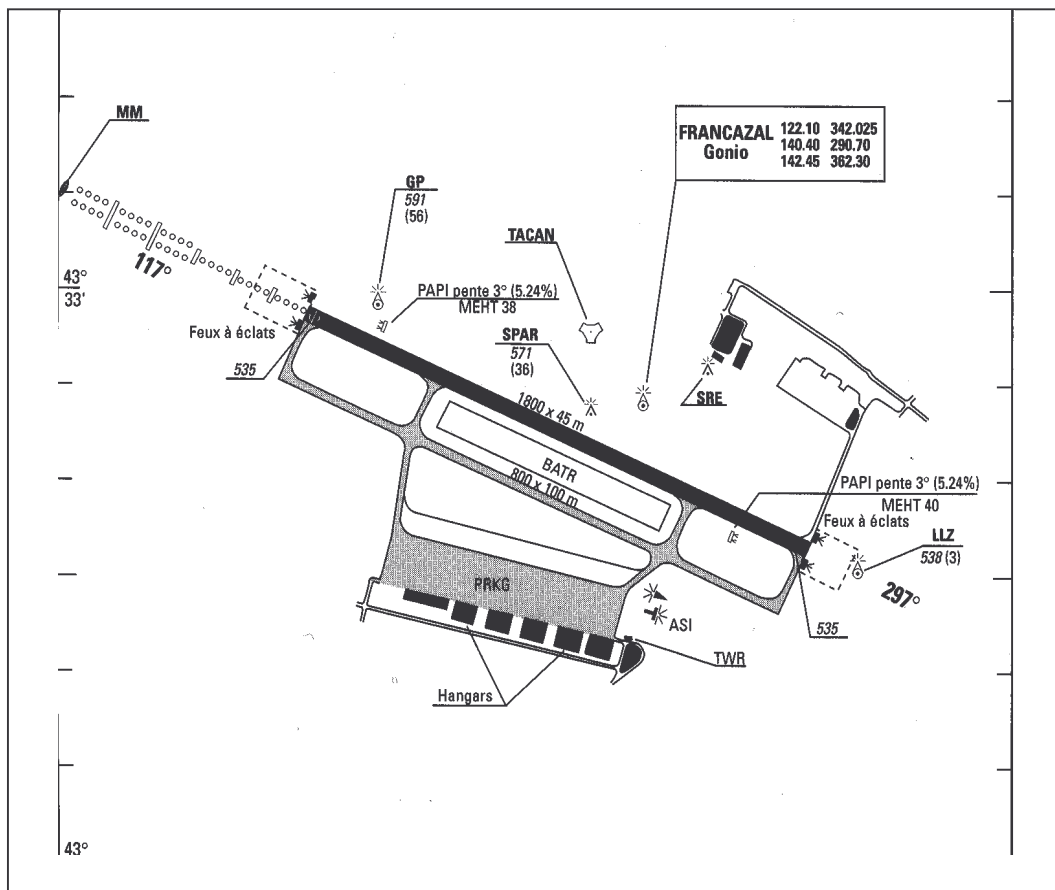 MM
FRANCAZAL 122.10 342.025
Gonio 140.40 290.70
142.45 362.30
GP
591
(56)
TACAN
117°
43°
33'
PAPI pente 3° (5.24%)
MEHT 38
Feux à éclats
SPAR
571
(36)
535
SRE
1800 x 45 m
BATR
800 x 100 m
PAPI pente 3° (5.24%)
MEHT 40
Feux à éclats
LLZ
538 (3)
297°
PRKG
ASI
535
TWR
Hangars
43°